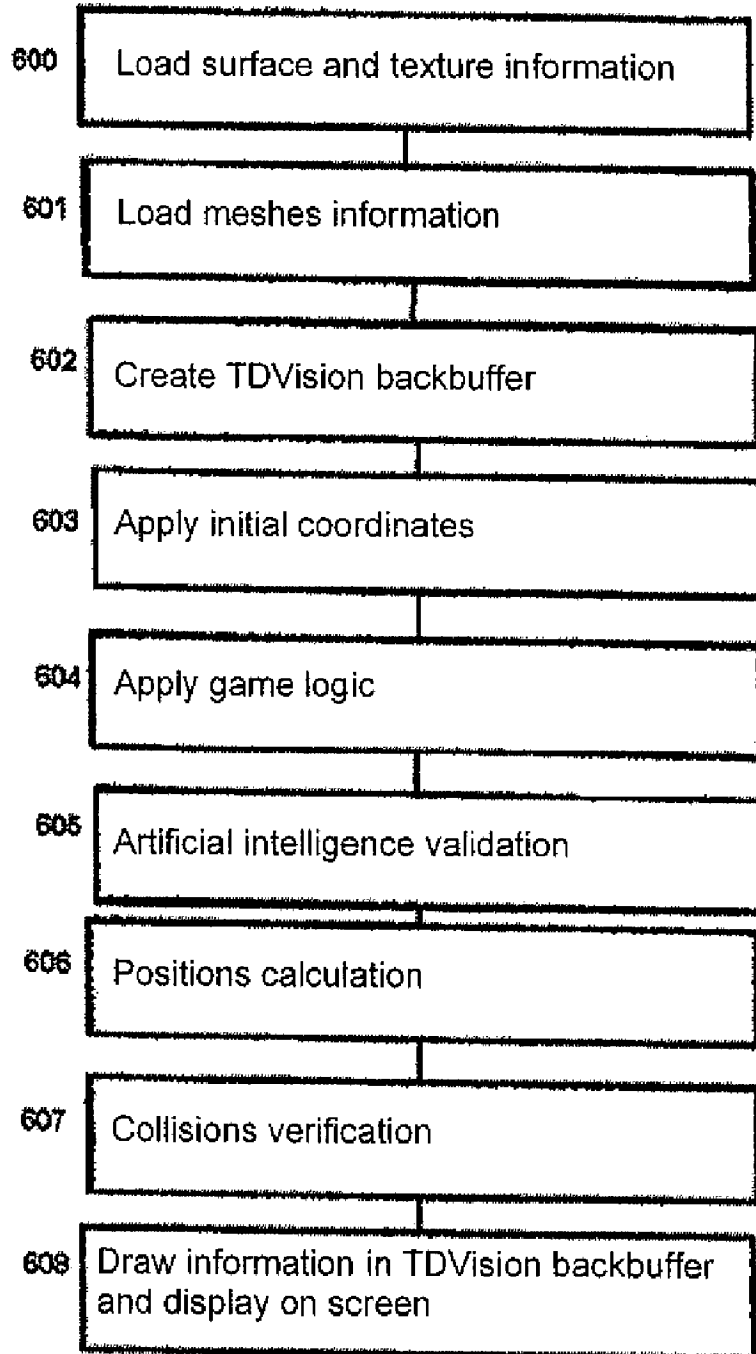 600
Load surface and texture information
601
Load meshes information
602
Create TDVision backbuffer
603
Apply initial coordinates
604
Apply game logic
605
Artificial intelligence validation
606
Positions calculation
607
Collisions verification
608
Draw information in TDVision backbuffer
and display on screen